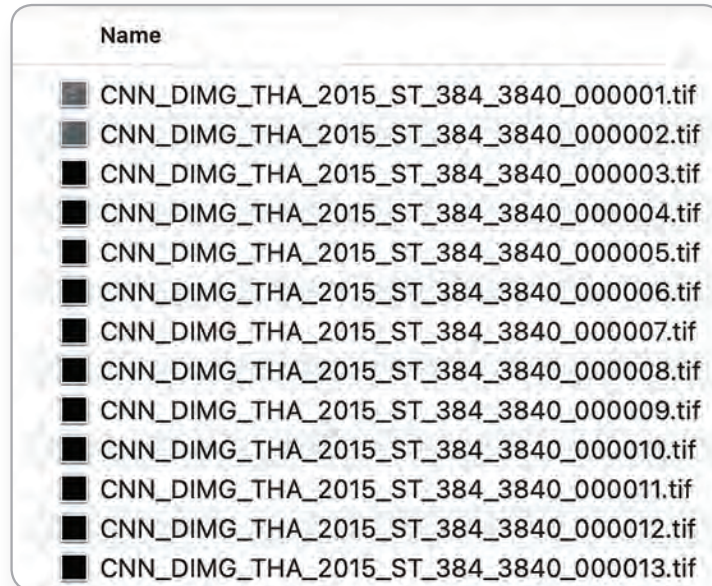 Name
CNN_DIMG_THA_2015_ST_384_3840_000001.tif
CNN_DIMG_THA_2015_ST_384_3840_000002.tif
CNN_DIMG_THA_2015_ST_384_3840_000003.tif
CNN_DIMG_THA_2015_ST_384_3840_000004.tif
CNN_DIMG_THA_2015_ST_384_3840_000005.tif
CNN_DIMG_THA_2015_ST_384_3840_000006.tif
CNN_DIMG_THA_2015_ST_384_3840_000007.tif
CNN_DIMG_THA_2015_ST_384_3840_000008.tif
CNN_DIMG_THA_2015_ST_384_3840_000009.tif
CNN_DIMG_THA_2015_ST_384_3840_000010.tif
CNN_DIMG_THA_2015_ST_384_3840_000011.tif
CNN_DIMG_THA_2015_ST_384_3840_000012.tif
CNN_DIMG_THA_2015_ST_384_3840_000013.tif